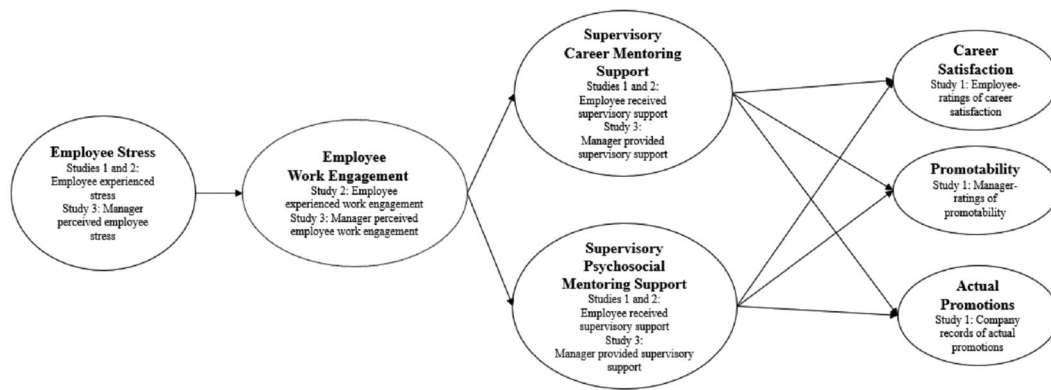 Employee Stress
Studies 1 and 2:
Employee experienced
stress
Study 3: Manager
perceived employee
stress
Employee
Work Engagement
Study 2: Employee
experienced work engagement
Study 3: Manager perceived
employee work engagement
Supervisory
Career Mentoring
Support
Studies 1 and 2:
Employee received
supervisory support
Study 3:
Manager provided
supervisory support
Supervisory
Psychosocial
Mentoring Support
Studies 1 and 2:
Employee received
supervisory support
Study 3:
Manager provided supervisory
support
Career
Satisfaction
Study 1: Employee-
ratings of career
satisfaction
Promotability
Study 1: Manager-
ratings of
promotability
Actual
Promotions
Study 1: Company
records of actual
promotions